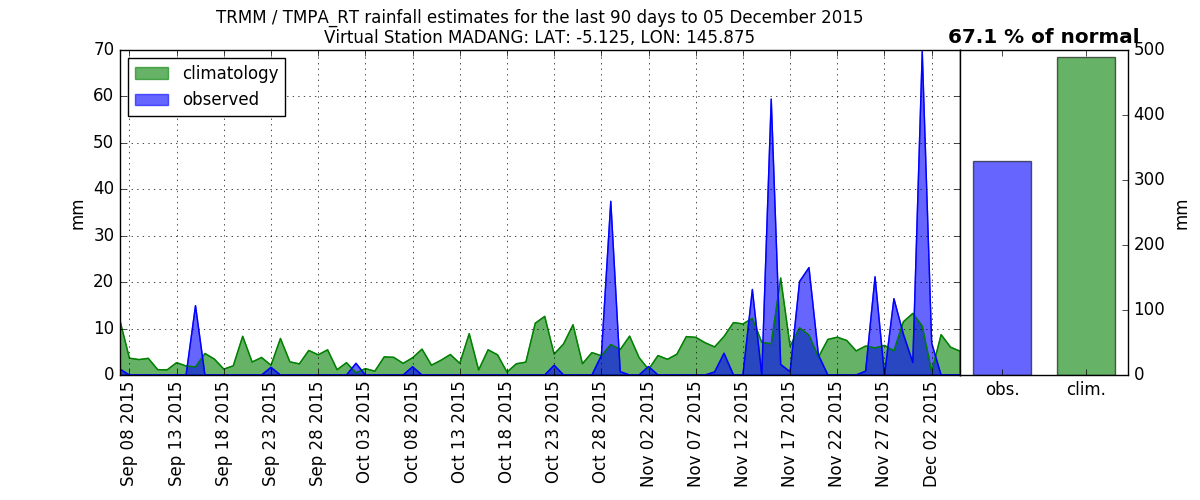 TRMM / TMPA_RT rainfall estimates for the last 90 days to 05 December 2015
Virtual Station MADANG: LAT: -5.125, LON: 145.875
67.1 % of normal
climatology
observed
mm
70
60
50
40
30
20
10
0
Sep 08 2015
Sep 13 2015
Sep 18 2015
Sep 23 2015
Sep 28 2015
Oct 03 2015
Oct 08 2015
Oct 13 2015
Oct 18 2015
Oct 23 2015
Oct 28 2015
Nov 02 2015
Nov 07 2015
Nov 12 2015
Nov 17 2015
Nov 22 2015
Nov 27 2015
Dec 02 2015
obs.
clim.
500
400
300
200
100
0
mm